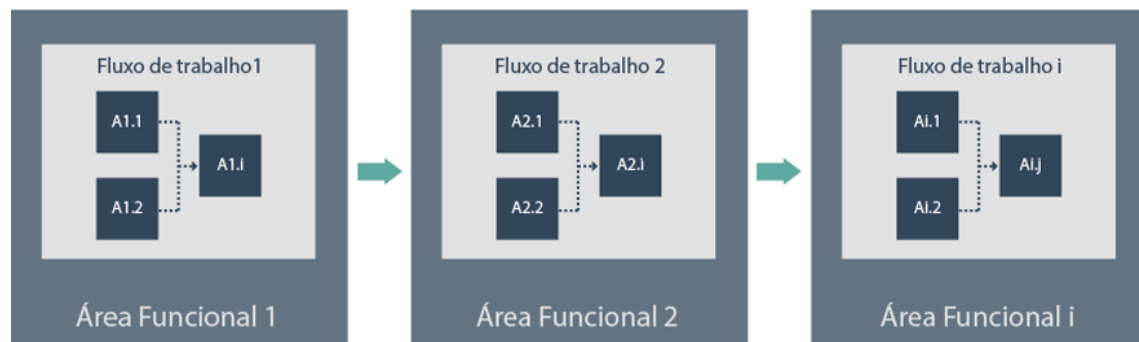 Fluxo de trabalho1
A1.1
A1.i
A1.2
Área Funcional 1
Fluxo de trabalho 2
A2.1
A2.i
A2.2
Área Funcional 2
Fluxo de trabalho i
Ai.1
Ai.j
Ai.2
Área Funcional i